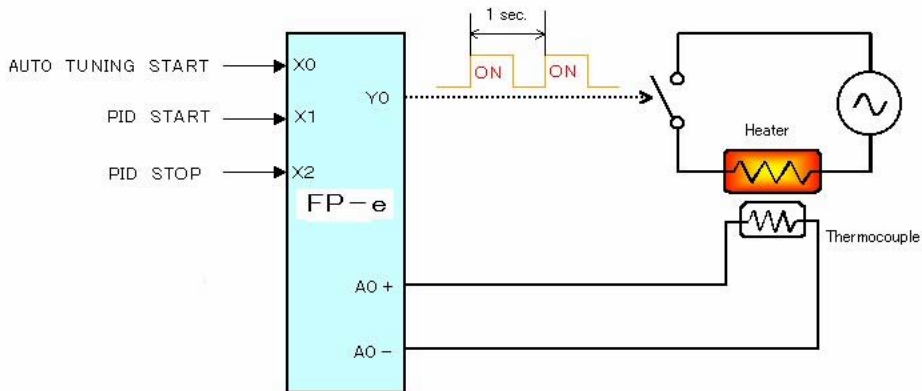 1 sec.
AUTO TUNING START
X0
ON
ON
Y0
PID START
X1
Heater
PID STOP
X2
FP-e
Thermocouple
A0 +
A0 -